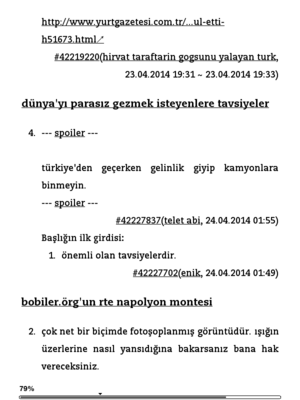 http://www.yurtgazetesi.com.tr/...ul-etti-
h51673.html↗
#42219220(hirvat taraftarin gogsunu yalayan turk,
23.04.2014 19:31 ~ 23.04.2014 19:33)
dünya'yı parasız gezmek isteyenlere tavsiyeler
4. --- spoiler ---
türkiye'den geçerken gelinlik giyip kamyonlara
binmeyin.
--- spoiler ---
#42227837(telet abi, 24.04.2014 01:55)
Başlığın ilk girdisi:
1. önemli olan tavsiyelerdir.
#42227702(enik, 24.04.2014 01:49)
bobiler.örg'un rte napolyon montesi
2. çok net bir biçimde fotoşoplanmış görüntüdür. ışığın
üzerlerine nasıl yansıdığına bakarsanız bana hak
vereceksiniz.
79%